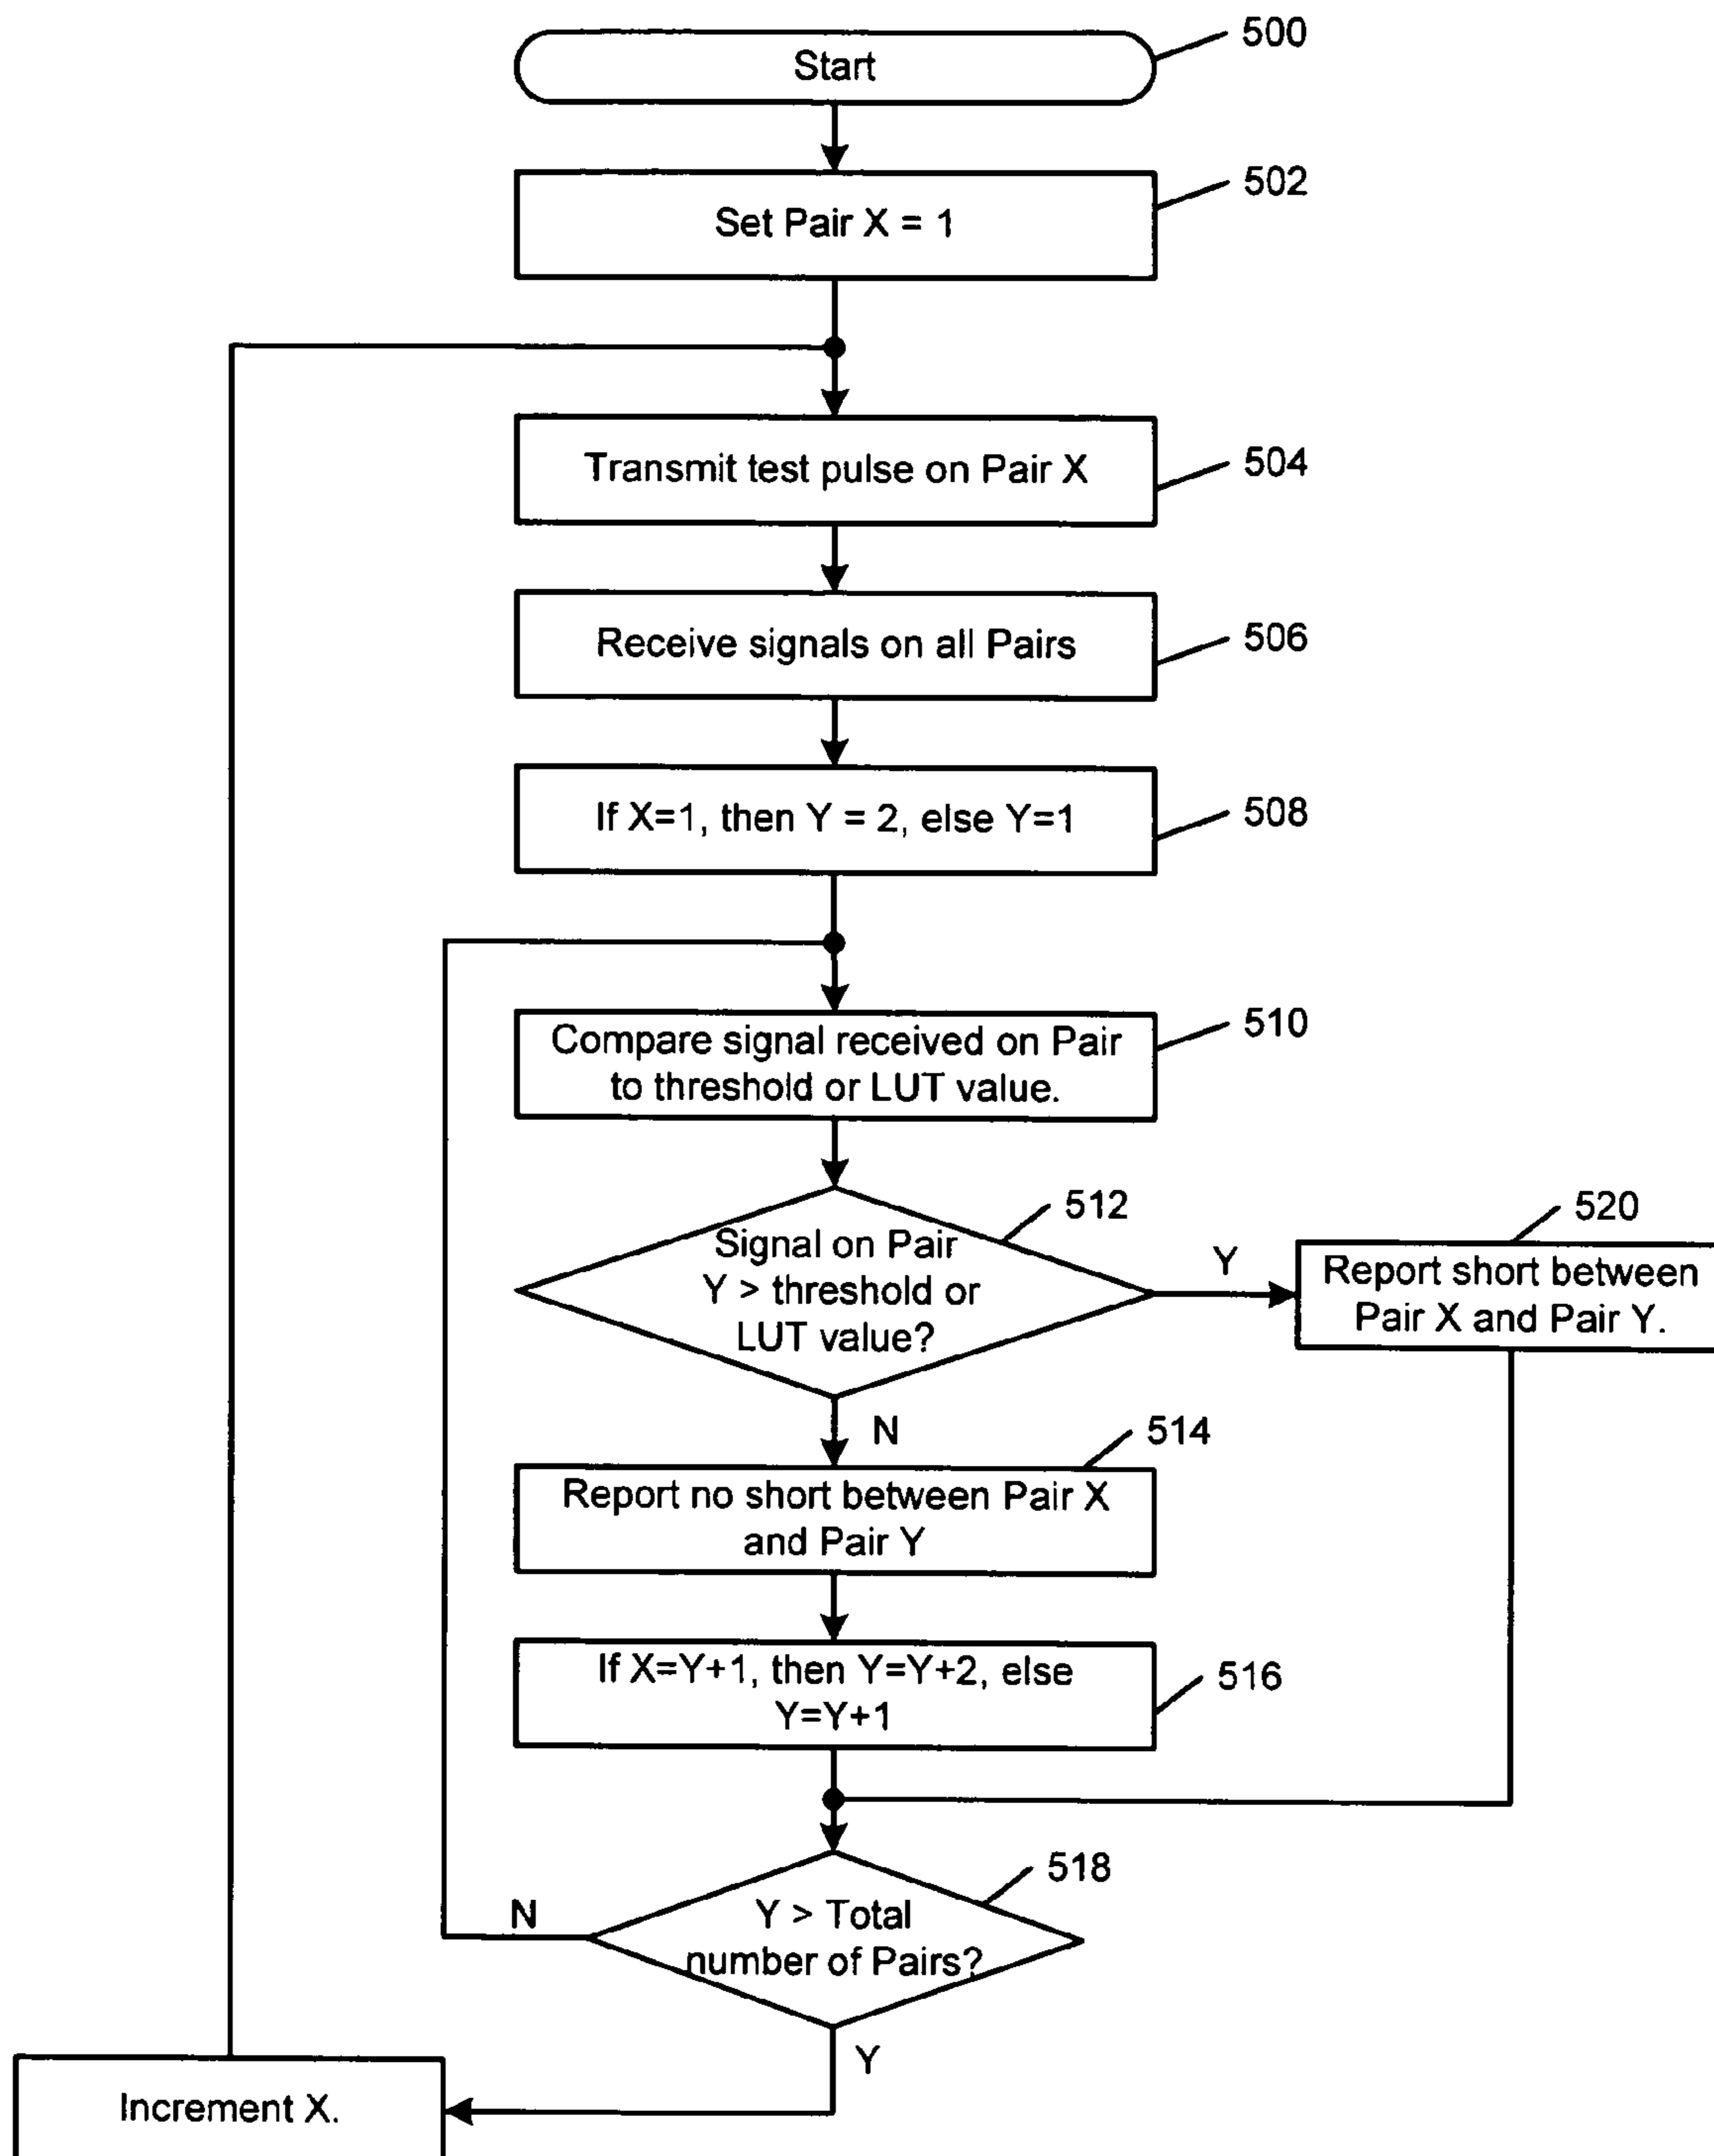 Start
500
Set Pair X = 1
502
Transmit test pulse on Pair X
504
Receive signals on all Pairs
506
If X=1, then Y = 2, else Y=1
508
Compare signal received on Pair
to threshold or LUT value.
510
Signal on Pair
Y > threshold or
LUT value?
512
Y
Report short between
Pair X and Pair Y.
520
N
Report no short between Pair X
and Pair Y
514
If X=Y+1, then Y=Y+2, else
Y=Y+1
516
Y > Total
number of Pairs?
518
N
Y
Increment X.